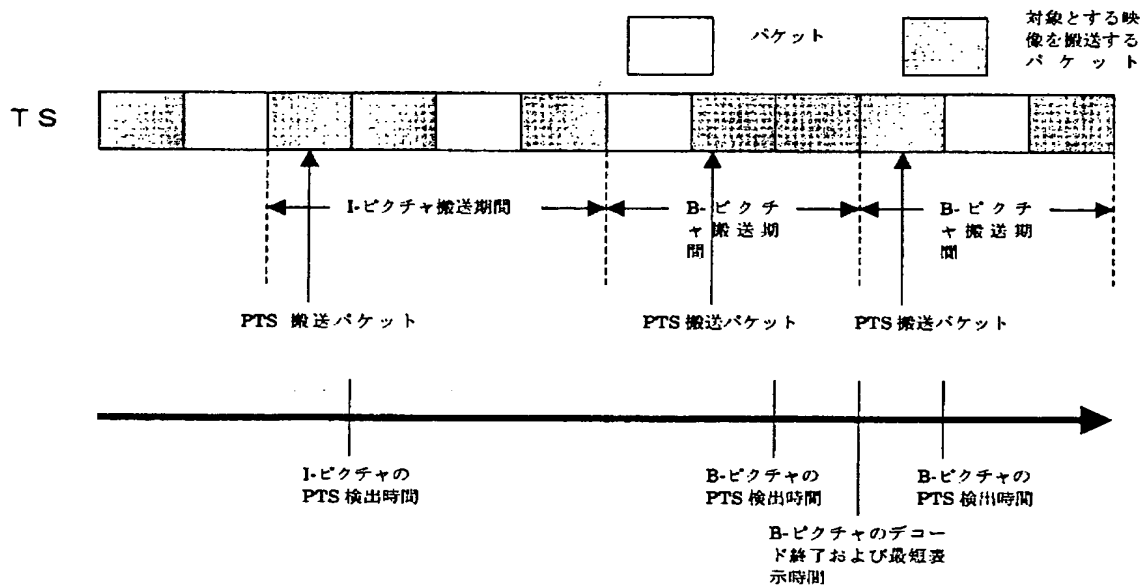 パケット
対象とする映
像を搬送する
パケット
TS
I-ピクチャ搬送期間
B-ピクチ
ャ搬送期
間
B-ピクチ
ャ搬送期
間
PTS 搬送パケット
PTS 搬送パケット
PTS 搬送パケット
I-ピクチャの
PTS 検出時間
B-ピクチャの
PTS 検出時間
B-ピクチャの
PTS 検出時間
B-ピクチャのデコー
ド終了および最短表
示時間